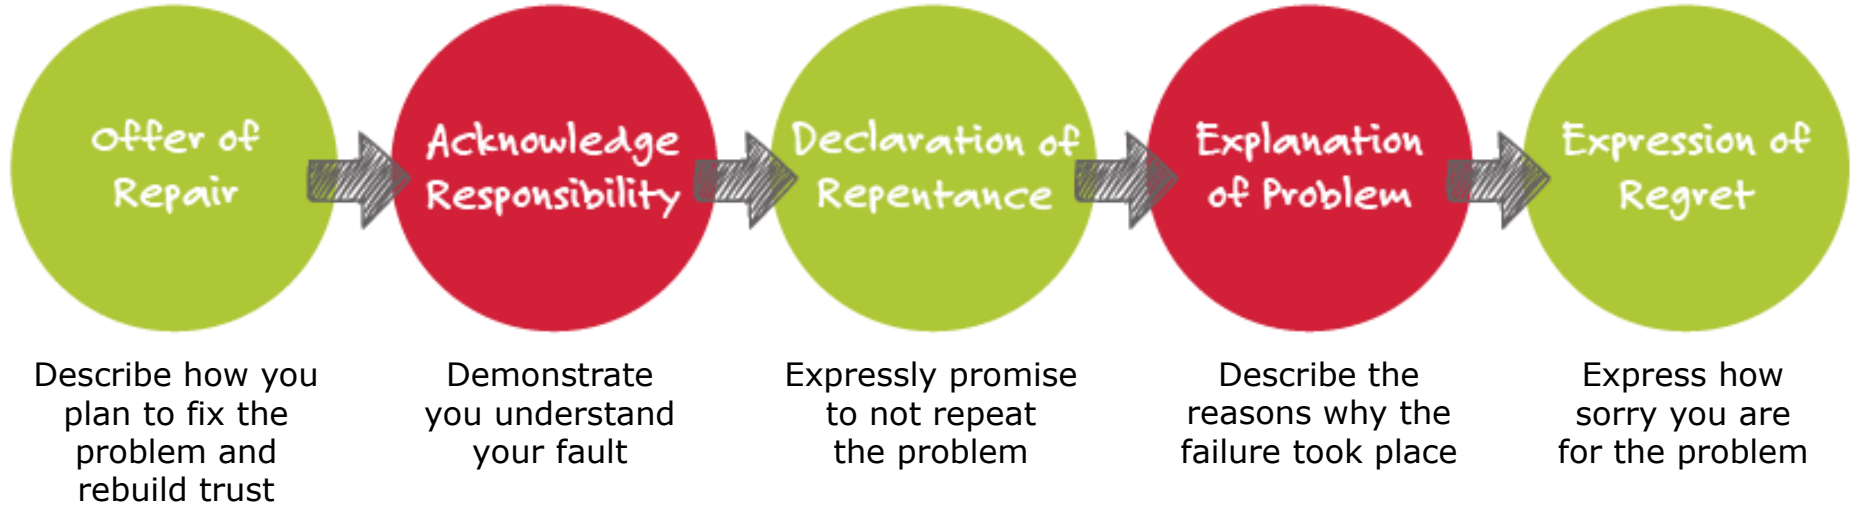 Offer of
Repair
Acknowledge
Responsibility
Declaration of
Repentance
Explanation
of Problem
Expression of
Regret
Describe how you
plan to fix the
problem and
rebuild trust
Demonstrate
you understand
your fault
Expressly promise
to not repeat
the problem
Describe the
reasons why the
failure took place
Express how
sorry you are
for the problem